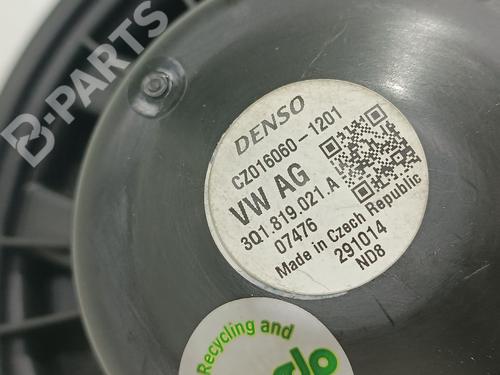 B-PARTS
DENSO
CZ016060-1201
VW AG
3Q1.819.021.A
07476
Made in Czech Republic
291014
ND8
Recycling and